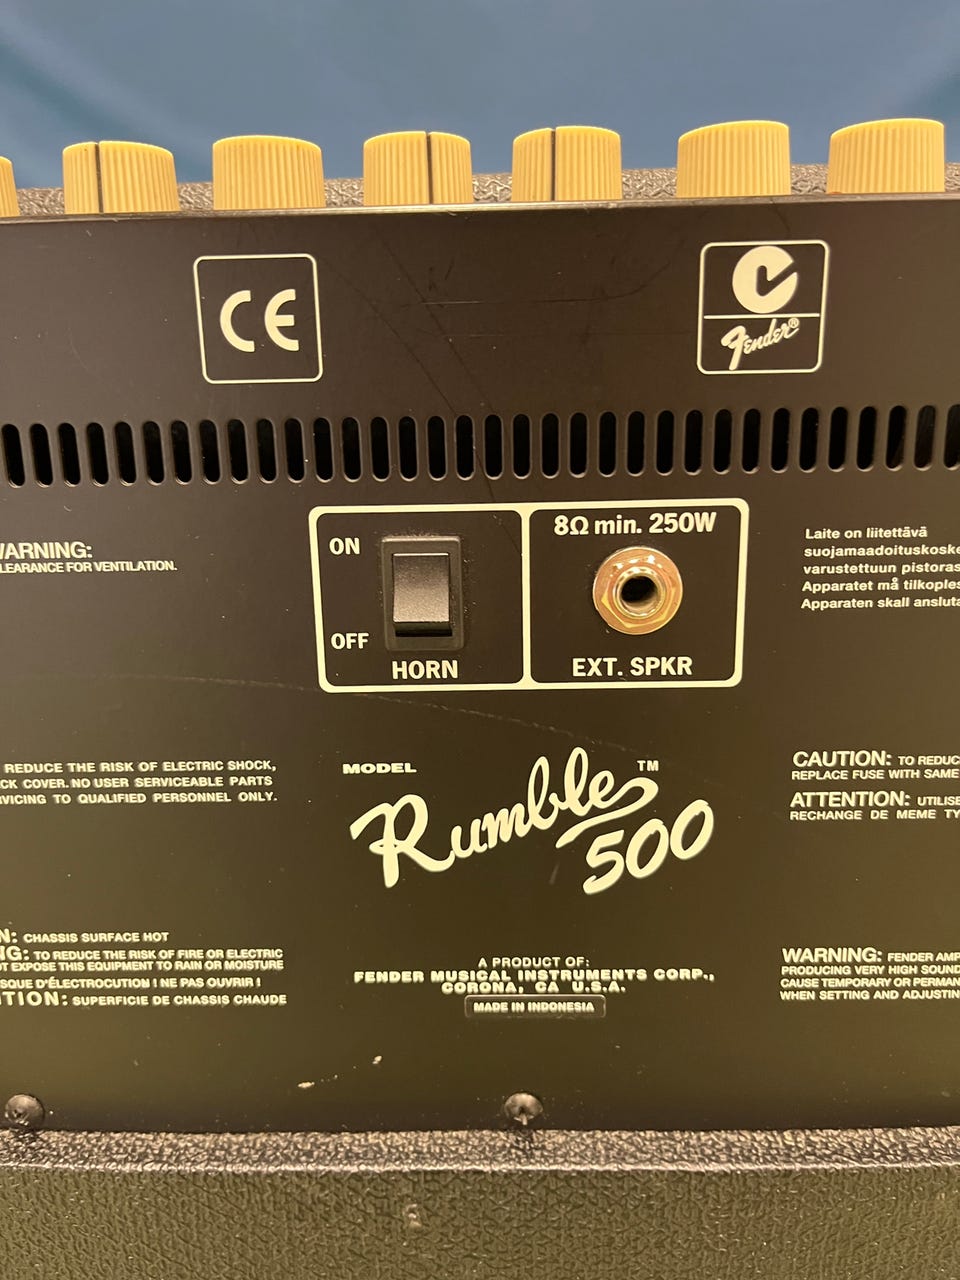 CE
Fender®
WARNING:
CLEARANCE FOR VENTILATION.
ON
OFF
HORN
8Ω min. 250W
EXT. SPKR
Laite on liitettävä
suojamaadoituskoske
varustettuun pistoras
Apparatet må tilkoples
Apparaten skall ansluta
REDUCE THE RISK OF ELECTRIC SHOCK,
CK COVER. NO USER SERVICEABLE PARTS
VICING TO QUALIFIED PERSONNEL ONLY.
MODEL
Rumble™
500
CAUTION: TO REDUC
REPLACE FUSE WITH SAME
ATTENTION: UTILISE
RECHANGE DE MEME TY
N: CHASSIS SURFACE HOT
NG: TO REDUCE THE RISK OF FIRE OR ELECTRIC
OT EXPOSE THIS EQUIPMENT TO RAIN OR MOISTURE
SQUE D'ÉLECTROCUTION ! NE PAS OUVRIR !
TION: SUPERFICIE DE CHASSIS CHAUDE
A PRODUCT OF:
FENDER MUSICAL INSTRUMENTS CORP.,
CORONA, CA U.S.A.
MADE IN INDONESIA
WARNING: FENDER AMP
PRODUCING VERY HIGH SOUND
CAUSE TEMPORARY OR PERMAN
WHEN SETTING AND ADJUSTIN